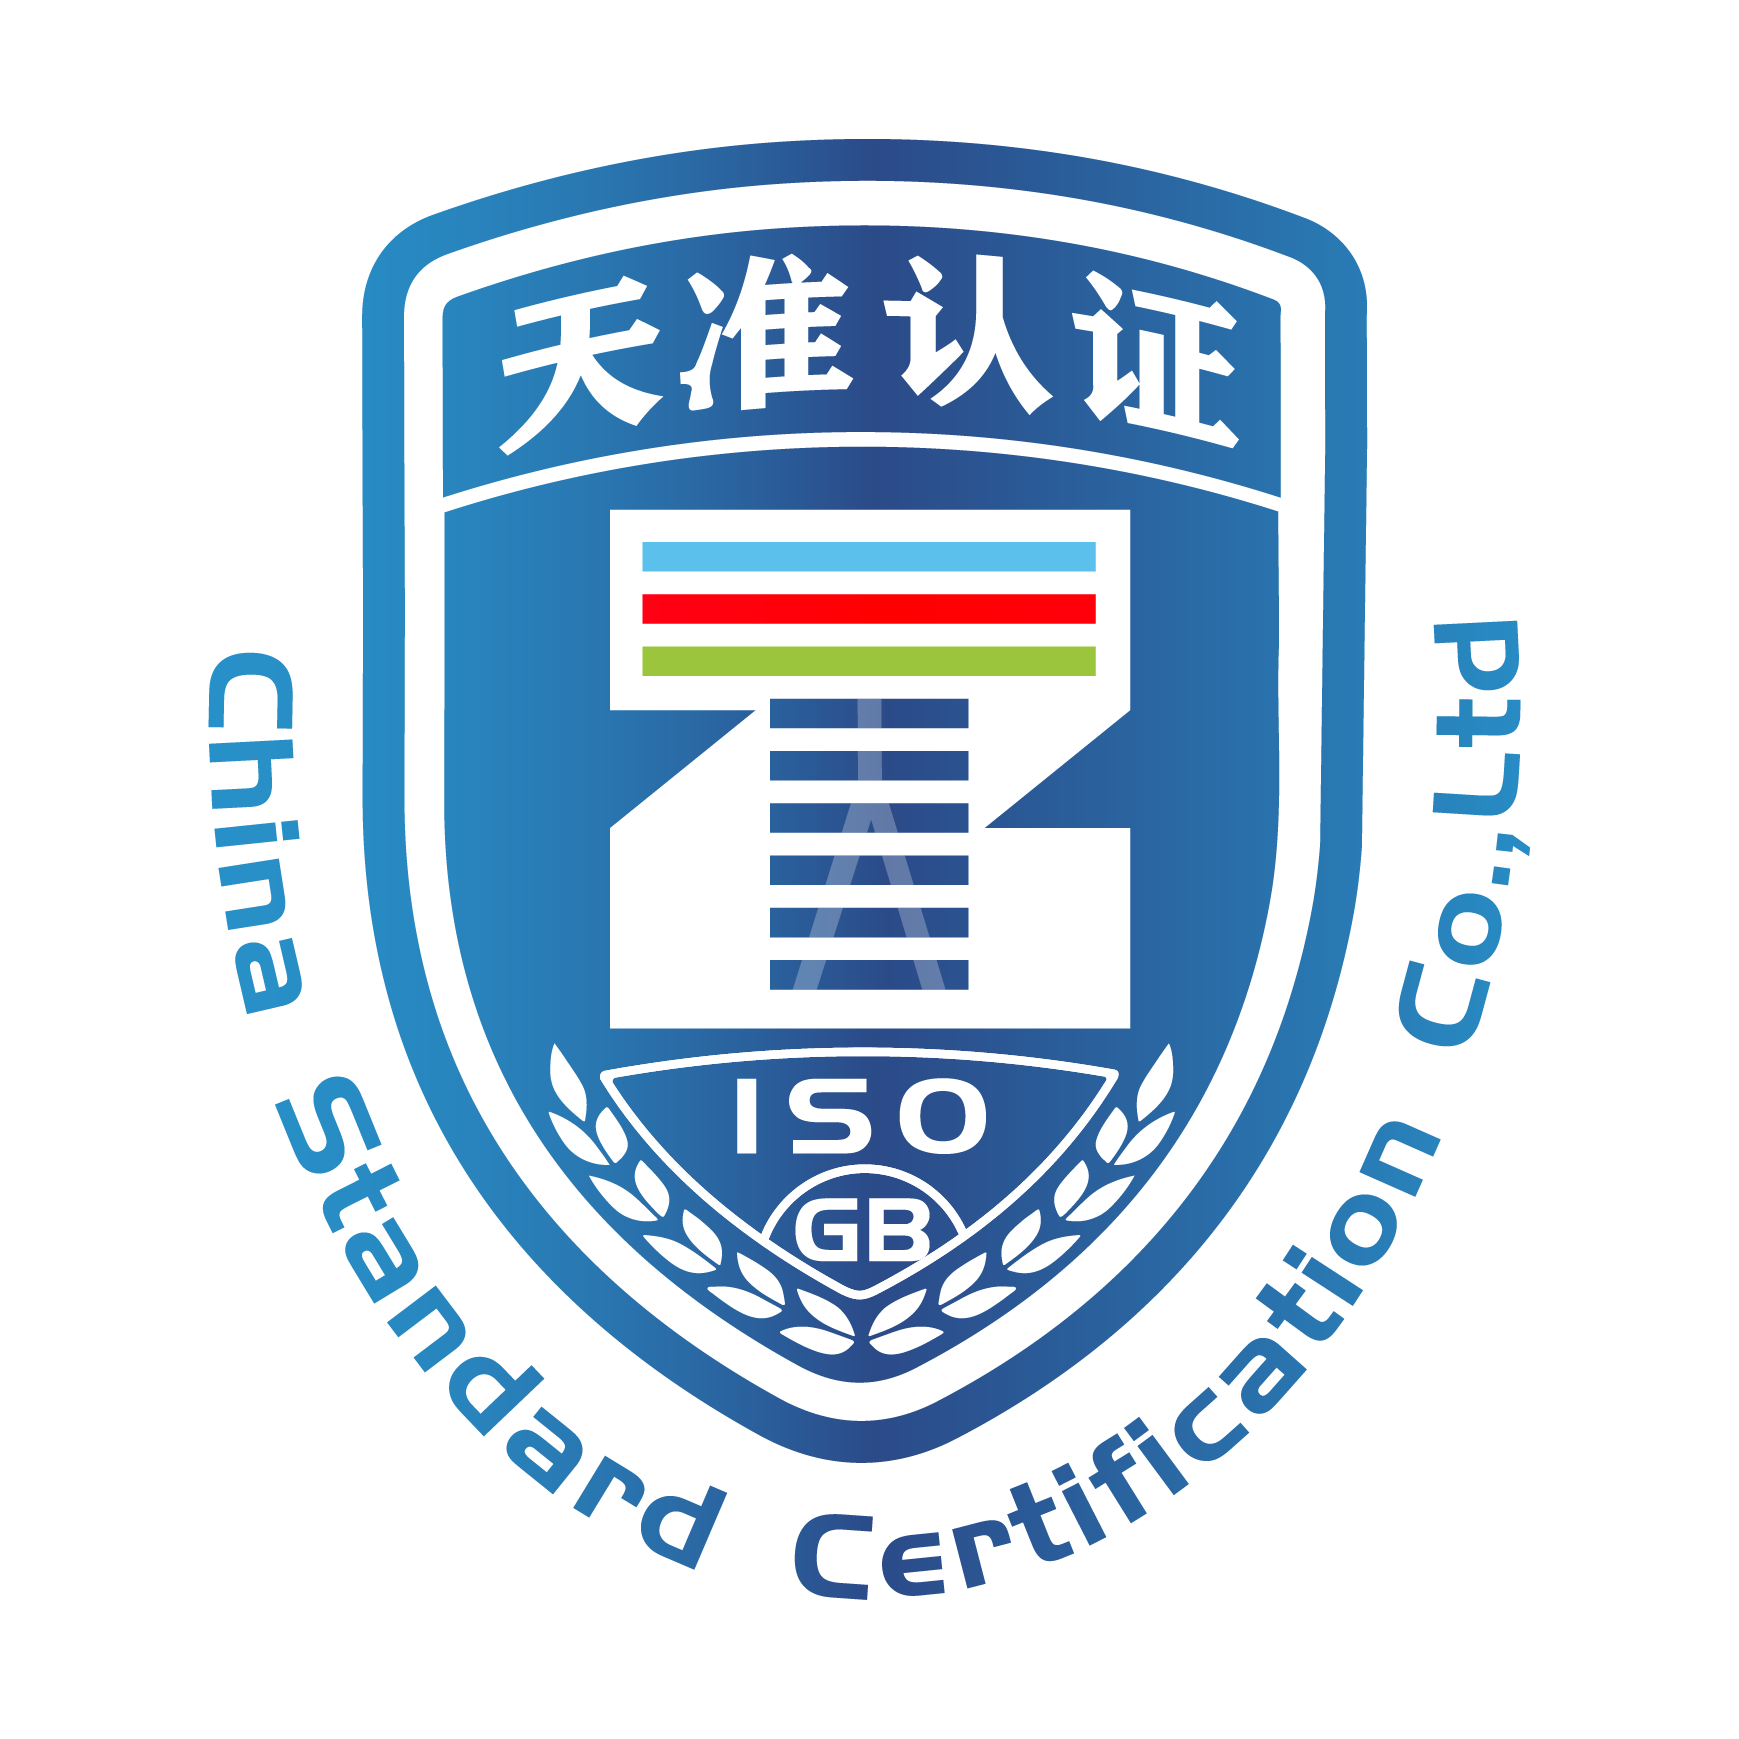 天准认证
ISO
GB
China Standard Certification Co.,Ltd